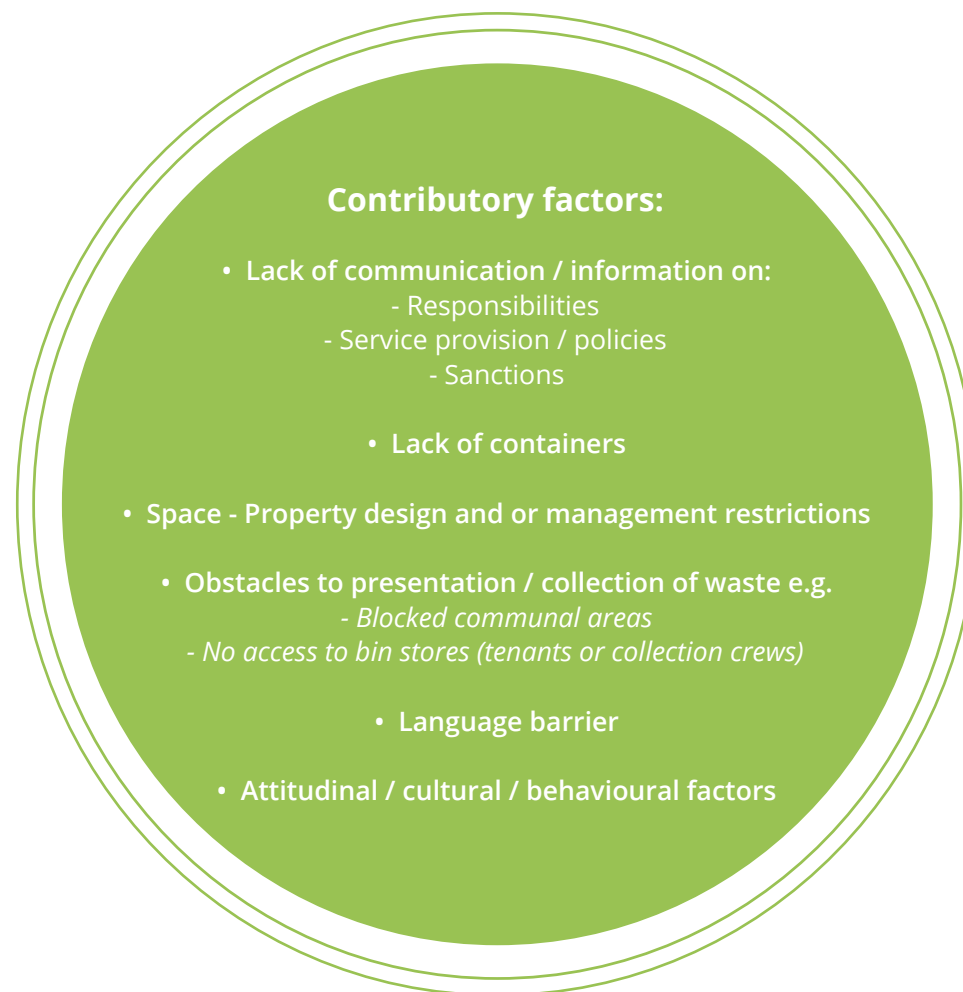 Contributory factors:
• Lack of communication / information on:
- Responsibilities
- Service provision / policies
- Sanctions
• Lack of containers
• Space - Property design and or management restrictions
• Obstacles to presentation / collection of waste e.g.
- Blocked communal areas
- No access to bin stores (tenants or collection crews)
• Language barrier
• Attitudinal / cultural / behavioural factors